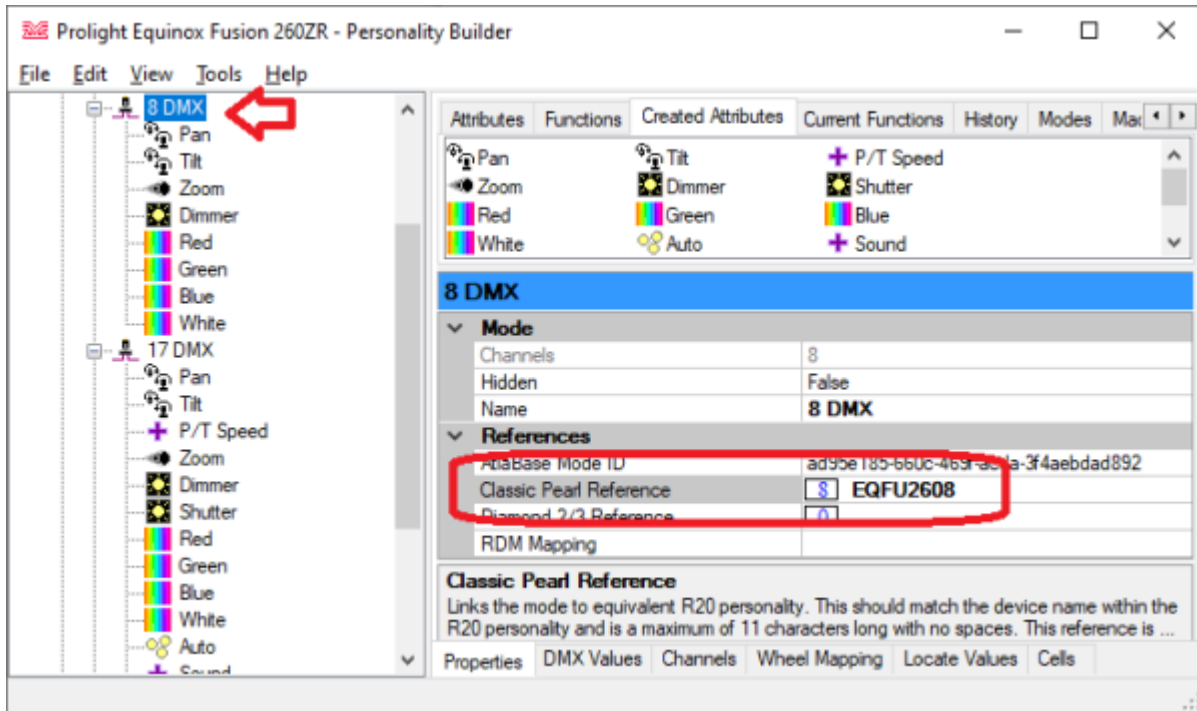 Prolight Equinox Fusion 260ZR - Personality Builder
File Edit View Tools Help
8 DMX
Pan
Tilt
Zoom
Dimmer
Red
Green
Blue
White
17 DMX
Pan
Tilt
P/T Speed
Zoom
Dimmer
Shutter
Red
Green
Blue
White
Auto
Sound
Attributes Functions Created Attributes Current Functions History Modes
Pan Tilt P/T Speed
Zoom Dimmer Shutter
Red Green Blue
White Auto Sound
8 DMX
Mode
Channels 8
Hidden False
Name 8 DMX
References
AtlaBase Mode ID
Classic Pearl Reference 8 EQFU2608
Diamond 2/3 Reference 0
RDM Mapping
Classic Pearl Reference
Links the mode to equivalent R20 personality. This should match the device name within the
R20 personality and is a maximum of 11 characters long with no spaces. This reference is ...
Properties DMX Values Channels Wheel Mapping Locate Values Cells